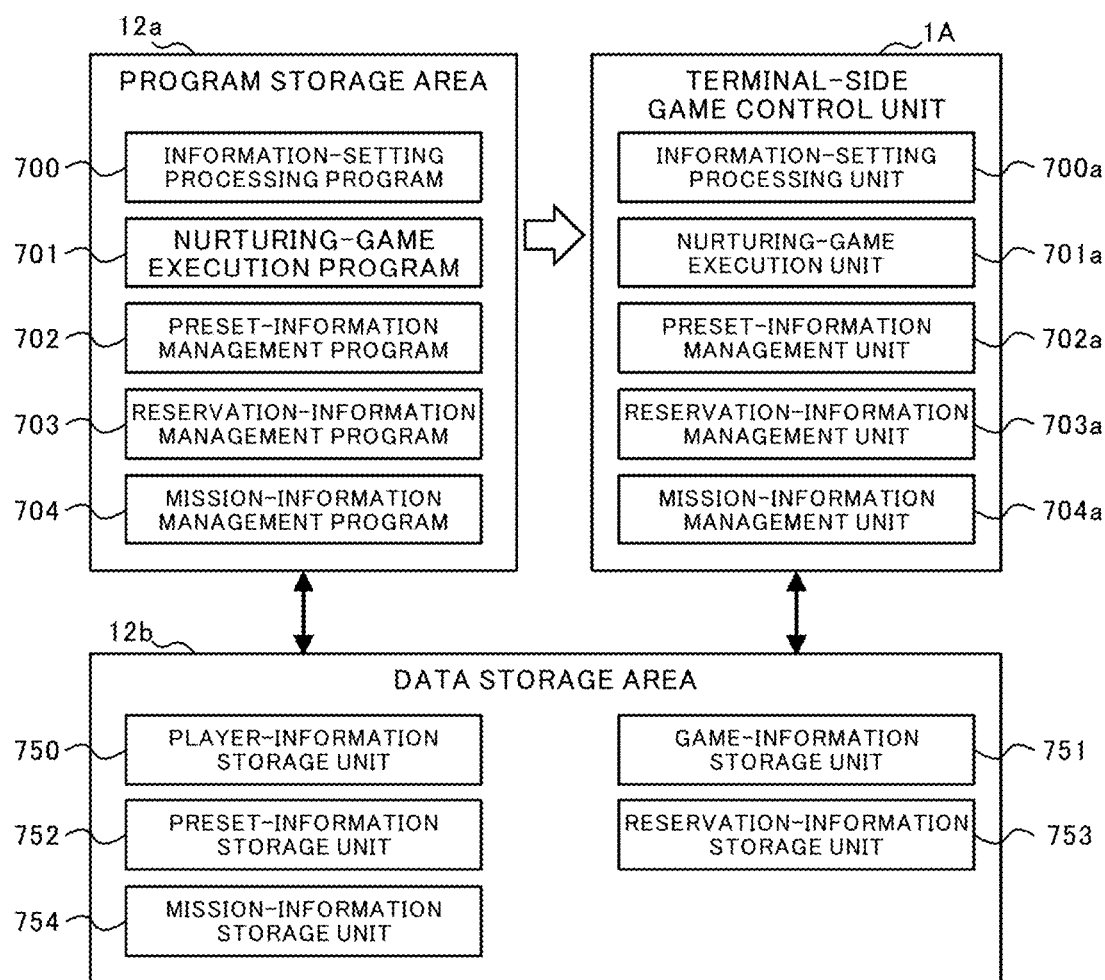 12a
PROGRAM STORAGE AREA
700
INFORMATION-SETTING
PROCESSING PROGRAM
701
NURTURING-GAME
EXECUTION PROGRAM
702
PRESET-INFORMATION
MANAGEMENT PROGRAM
703
RESERVATION-INFORMATION
MANAGEMENT PROGRAM
704
MISSION-INFORMATION
MANAGEMENT PROGRAM
1A
TERMINAL-SIDE
GAME CONTROL UNIT
INFORMATION-SETTING
PROCESSING UNIT
700a
NURTURING-GAME
EXECUTION UNIT
701a
PRESET-INFORMATION
MANAGEMENT UNIT
702a
RESERVATION-INFORMATION
MANAGEMENT UNIT
703a
MISSION-INFORMATION
MANAGEMENT UNIT
704a
12b
DATA STORAGE AREA
750
PLAYER-INFORMATION
STORAGE UNIT
GAME-INFORMATION
STORAGE UNIT
751
752
PRESET-INFORMATION
STORAGE UNIT
RESERVATION-INFORMATION
STORAGE UNIT
753
754
MISSION-INFORMATION
STORAGE UNIT